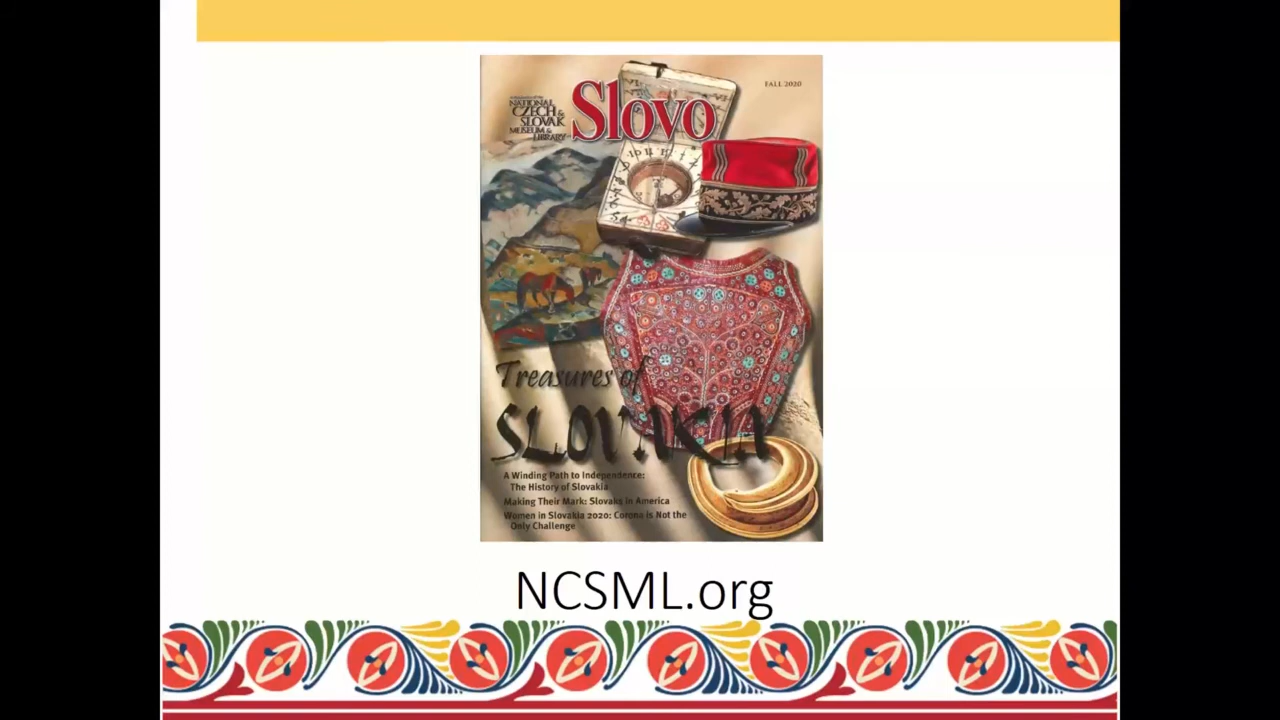 FALL 2020
NATIONAL
CZECH &
SLOVAK
MUSEUM &
LIBRARY
Slovo
Treasures of
SLOVAKIA
A Winding Path to Independence:
The History of Slovakia
Making Their Mark: Slovaks in America
Women in Slovakia 2020: Corona is Not the
Only Challenge
NCSML.org